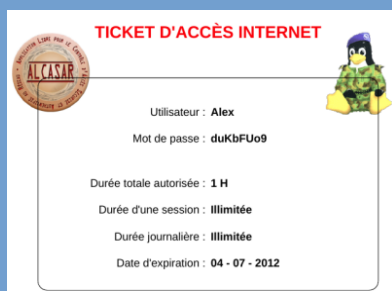 TICKET D'ACCÈS INTERNET
ALCASAR
Utilisateur : Alex
Mot de passe : duKbFUo9
Durée totale autorisée : 1 H
Durée d'une session : Illimitée
Durée journalière : Illimitée
Date d'expiration : 04 - 07 - 2012